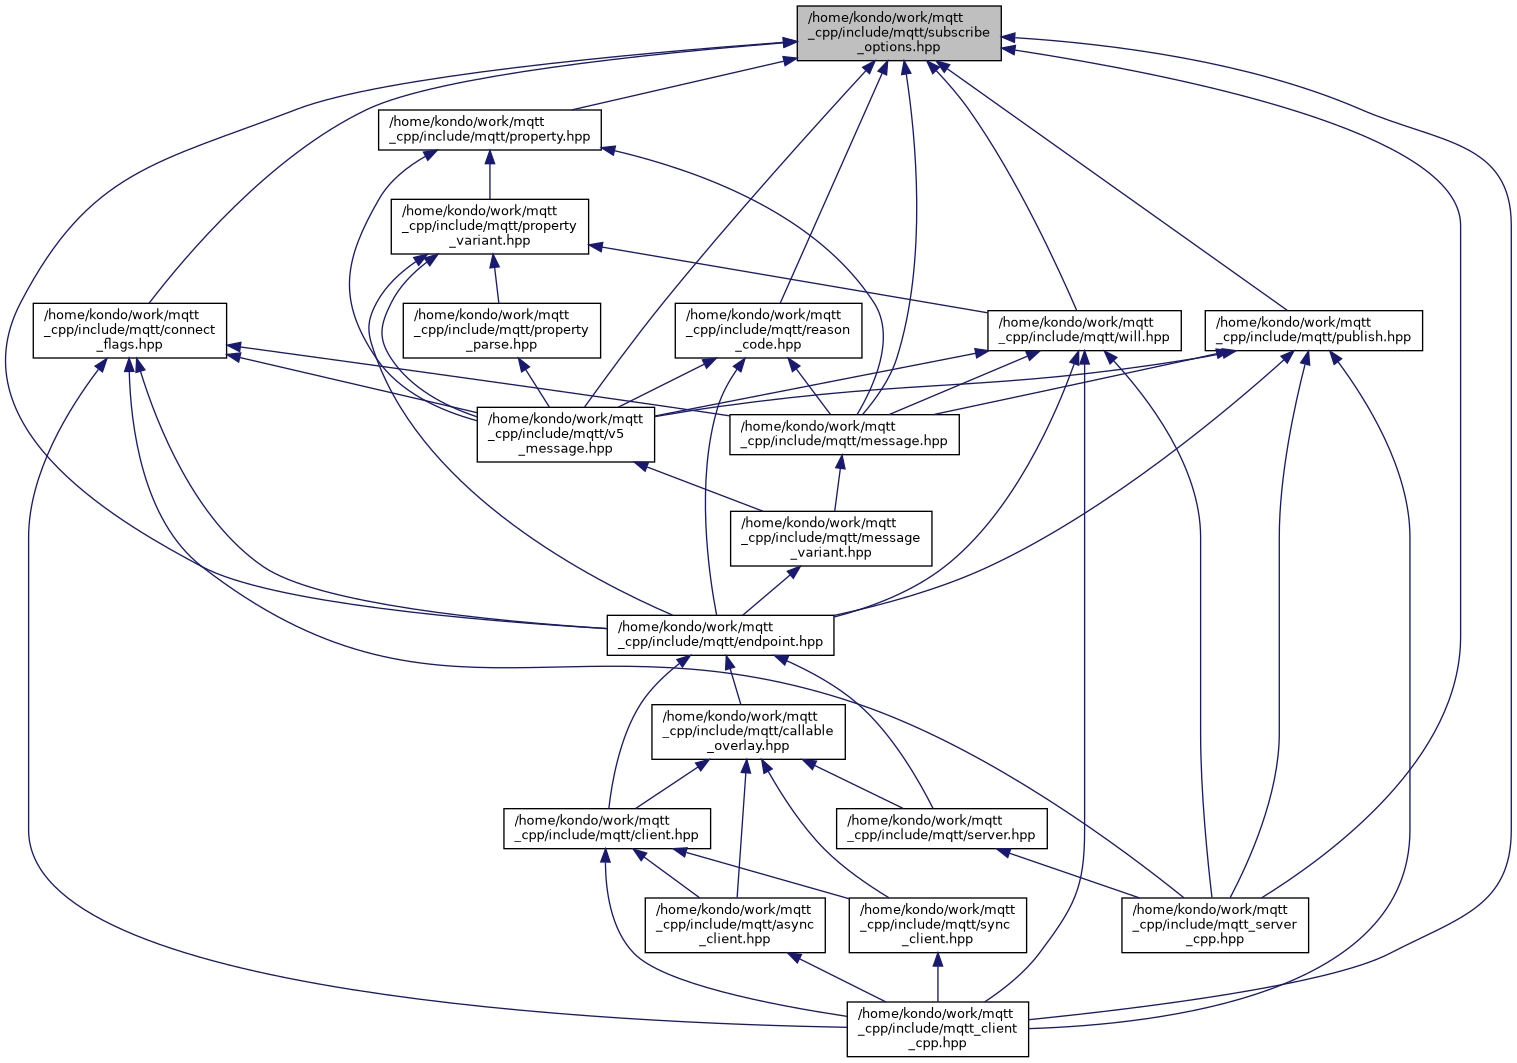 /home/kondo/work/mqtt
_cpp/include/mqtt/subscribe
_options.hpp
/home/kondo/work/mqtt
_cpp/include/mqtt/property.hpp
/home/kondo/work/mqtt
_cpp/include/mqtt/property
_variant.hpp
/home/kondo/work/mqtt
_cpp/include/mqtt/connect
_flags.hpp
/home/kondo/work/mqtt
_cpp/include/mqtt/property
_parse.hpp
/home/kondo/work/mqtt
_cpp/include/mqtt/reason
_code.hpp
/home/kondo/work/mqtt
_cpp/include/mqtt/will.hpp
/home/kondo/work/mqtt
_cpp/include/mqtt/publish.hpp
/home/kondo/work/mqtt
_cpp/include/mqtt/v5
_message.hpp
/home/kondo/work/mqtt
_cpp/include/mqtt/message.hpp
/home/kondo/work/mqtt
_cpp/include/mqtt/message
_variant.hpp
/home/kondo/work/mqtt
_cpp/include/mqtt/endpoint.hpp
/home/kondo/work/mqtt
_cpp/include/mqtt/callable
_overlay.hpp
/home/kondo/work/mqtt
_cpp/include/mqtt/client.hpp
/home/kondo/work/mqtt
_cpp/include/mqtt/server.hpp
/home/kondo/work/mqtt
_cpp/include/mqtt/async
_client.hpp
/home/kondo/work/mqtt
_cpp/include/mqtt/sync
_client.hpp
/home/kondo/work/mqtt
_cpp/include/mqtt_server
_cpp.hpp
/home/kondo/work/mqtt
_cpp/include/mqtt_client
_cpp.hpp